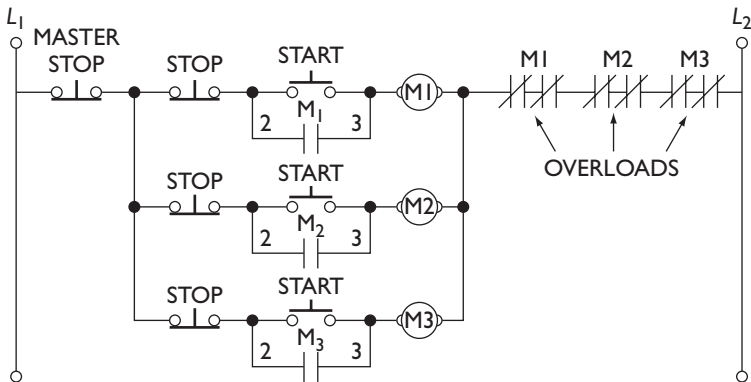 L1 L2
MASTER
STOP STOP START M1 M1 M2 M3
2 M1 3
OVERLOADS
STOP START M2
2 M2 3
STOP START M3
2 M3 3